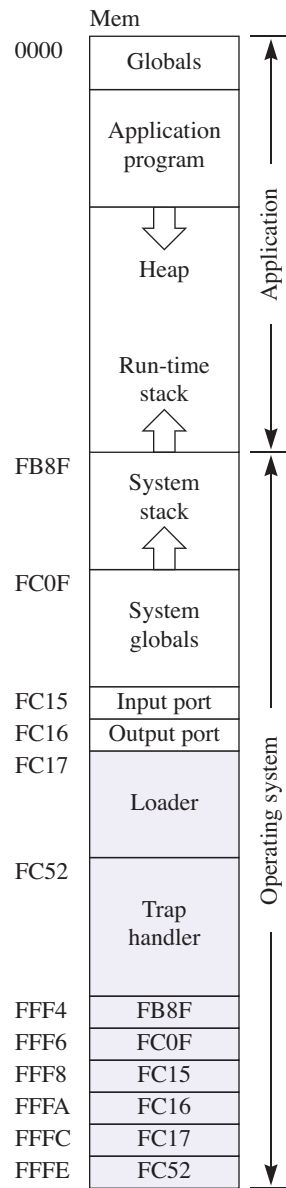 Mem
0000
Globals
Application
program
Heap
Run-time
stack
Application
FB8F
System
stack
FC0F
System
globals
FC15
Input port
FC16
Output port
FC17
Loader
FC52
Trap
handler
Operating system
FFF4
FB8F
FFF6
FC0F
FFF8
FC15
FFFA
FC16
FFFC
FC17
FFFE
FC52